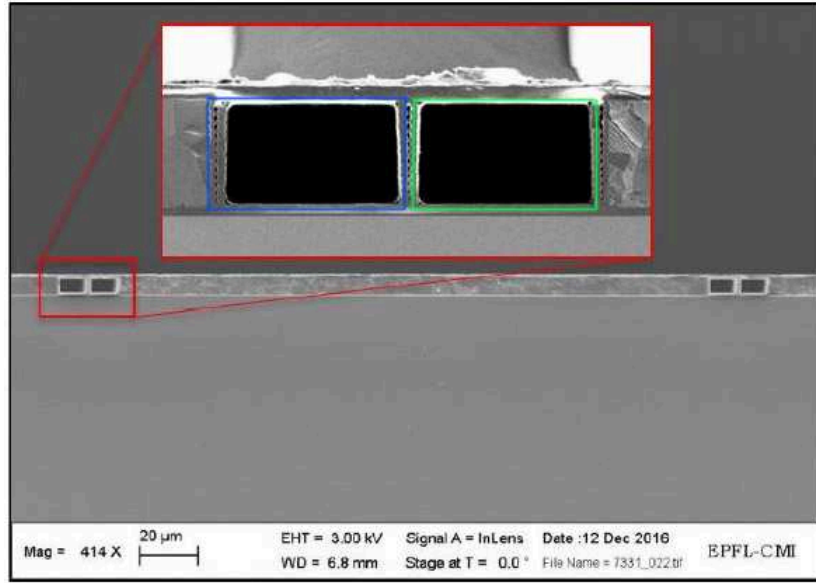 20 µm
Mag = 414 X
EHT = 3.00 kV
WD = 6.8 mm
Signal A = InLens
Stage at T = 0.0 °
Date :12 Dec 2016
File Name = 7331_022.tif
EPFL-CMI